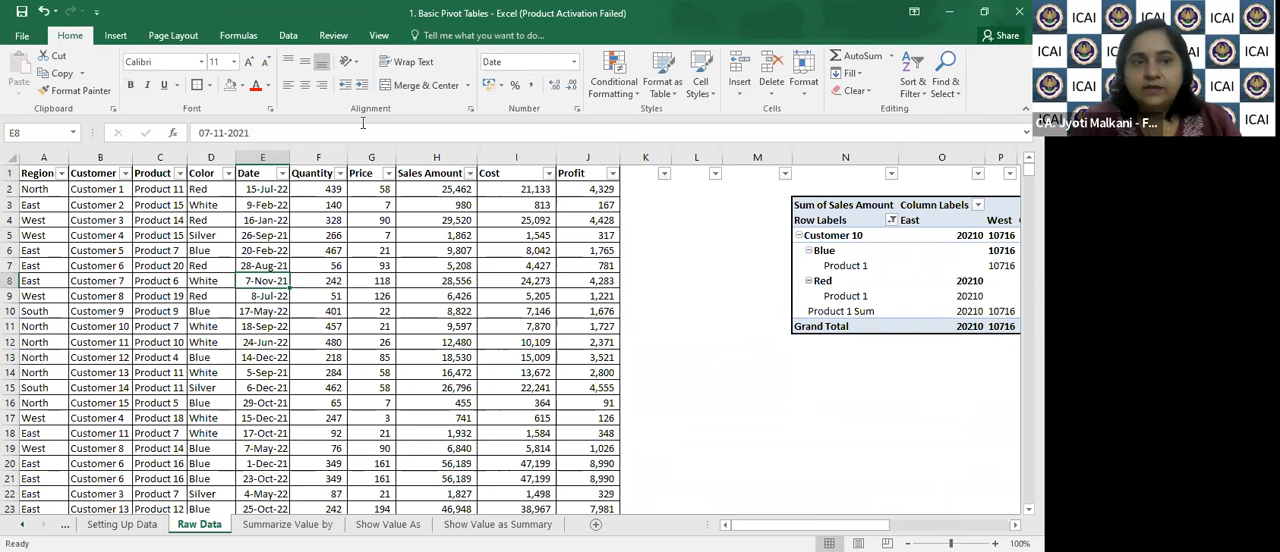 1. Basic Pivot Tables - Excel (Product Activation Failed)
File Home Insert Page Layout Formulas Data Review View Tell me what you want to do... Share
Cut
Copy
Format Painter
Paste
Clipboard
Calibri 11
B I U A
Font
Wrap Text
Merge & Center
Alignment
Date
%
Number
Conditional Formatting
Format as Table
Cell Styles
Styles
Insert Delete Format
Cells
AutoSum
Fill
Clear
Sort & Filter
Find & Select
Editing
ICAI
CA. Jyoti Malkani - F...
E8 fx 07-11-2021
A B C D E F G H I J K L M N O P
1 Region Customer Product Color Date Quantity Price Sales Amount Cost Profit
2 North Customer 1 Product 11 Red 15-Jul-22 439 58 25,462 21,133 4,329
3 East Customer 2 Product 15 White 9-Feb-22 140 7 980 813 167
4 West Customer 3 Product 14 Red 16-Jan-22 328 90 29,520 25,092 4,428
5 West Customer 4 Product 15 Silver 26-Sep-21 266 7 1,862 1,545 317
6 East Customer 5 Product 7 Blue 20-Feb-22 467 21 9,807 8,042 1,765
7 East Customer 6 Product 20 Red 28-Aug-21 56 93 5,208 4,427 781
8 East Customer 7 Product 6 White 7-Nov-21 242 118 28,556 24,273 4,283
9 West Customer 8 Product 19 Red 8-Jul-22 51 126 6,426 5,205 1,221
10 South Customer 9 Product 9 Blue 17-May-22 401 22 8,822 7,146 1,676
11 North Customer 10 Product 7 White 18-Sep-22 457 21 9,597 7,870 1,727
12 North Customer 11 Product 10 White 24-Jun-22 480 26 12,480 10,109 2,371
13 North Customer 12 Product 4 Blue 14-Dec-22 218 85 18,530 15,009 3,521
14 North Customer 13 Product 11 Blue 5-Sep-21 284 58 16,472 13,672 2,800
15 South Customer 14 Product 11 Silver 6-Dec-21 462 58 26,796 22,241 4,555
16 North Customer 15 Product 5 Blue 29-Oct-21 65 7 455 364 91
17 West Customer 4 Product 18 White 15-Dec-21 247 3 741 615 126
18 East Customer 11 Product 7 White 17-Oct-21 92 21 1,932 1,584 348
19 West Customer 8 Product 14 Blue 7-May-22 76 90 6,840 5,814 1,026
20 East Customer 6 Product 16 Blue 1-Dec-21 349 161 56,189 47,199 8,990
21 East Customer 6 Product 16 Blue 23-Oct-22 349 161 56,189 47,199 8,990
22 East Customer 3 Product 7 Silver 4-May-22 87 21 1,827 1,498 329
23 East Customer 13 Product 12 Blue 25-Oct-22 242 194 46,948 38,967 7,981
Sum of Sales Amount Column Labels
Row Labels East West
Customer 10 20210 10716
Blue 10716
Product 1 10716
Red 20210
Product 1 20210
Product 1 Sum 20210 10716
Grand Total 20210 10716
... Setting Up Data Raw Data Summarize Value by Show Value As Show Value as Summary
Ready 100%